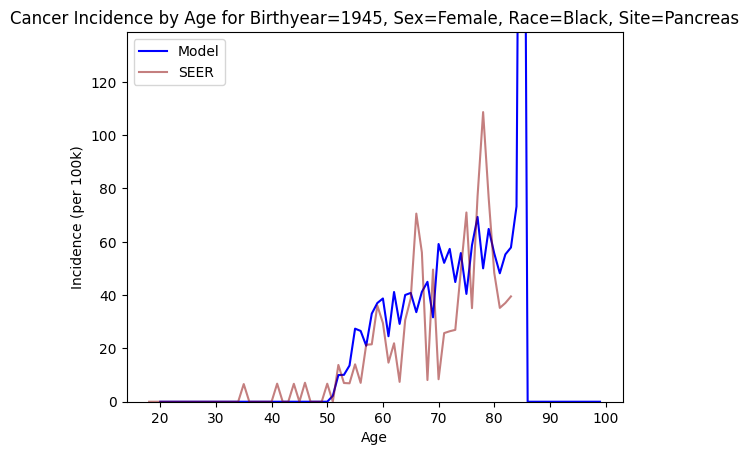 Cancer Incidence by Age for Birthyear=1945, Sex=Female, Race=Black, Site=Pancreas
Model
SEER
Incidence (per 100k)
120
100
80
60
40
20
0
20 30 40 50 60 70 80 90 100
Age